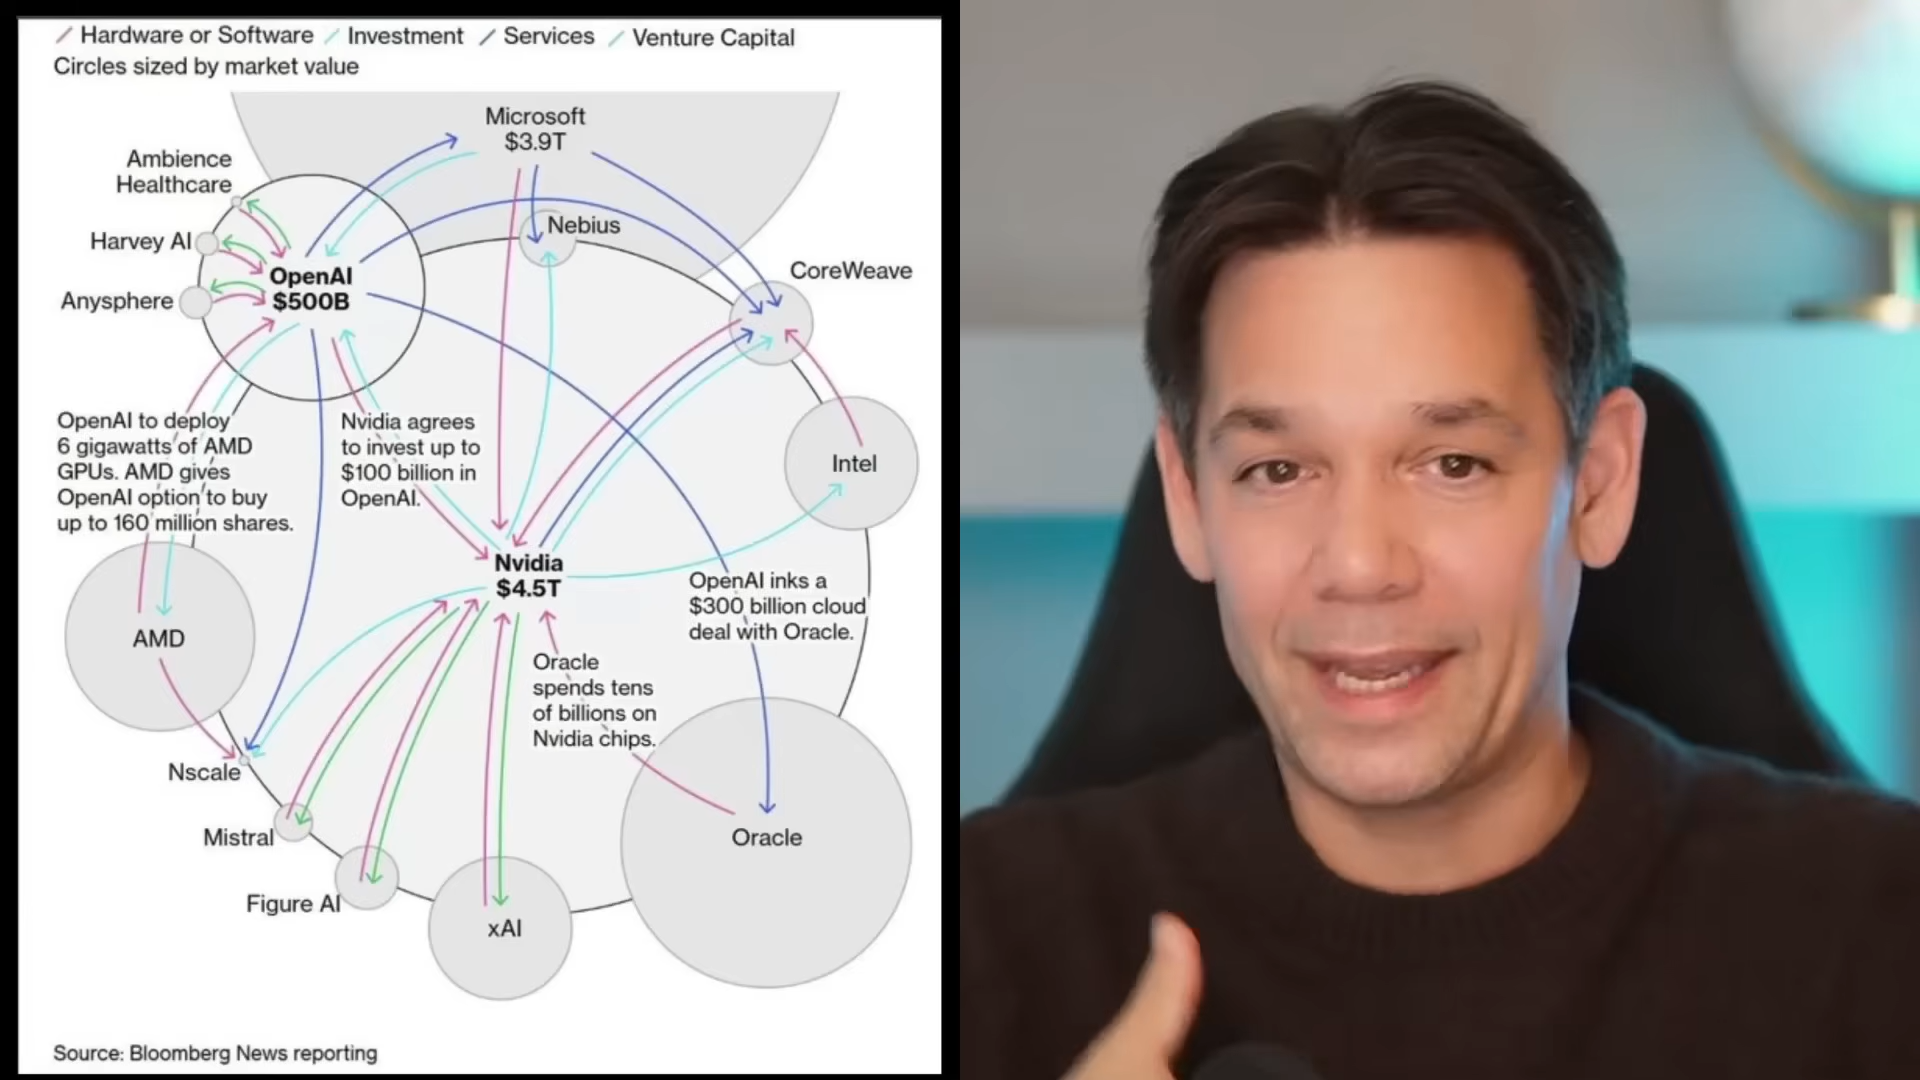 Hardware or Software Investment Services Venture Capital
Circles sized by market value
Microsoft
$3.9T
Ambience
Healthcare
Harvey AI
Anysphere
OpenAI
$500B
Nebius
CoreWeave
Intel
OpenAI to deploy
6 gigawatts of AMD
GPUs. AMD gives
OpenAI option to buy
up to 160 million shares.
Nvidia agrees
to invest up to
$100 billion in
OpenAI.
Nvidia
$4.5T
OpenAI inks a
$300 billion cloud
deal with Oracle.
AMD
Oracle
spends tens
of billions on
Nvidia chips.
Nscale
Mistral
Figure AI
xAI
Oracle
Source: Bloomberg News reporting